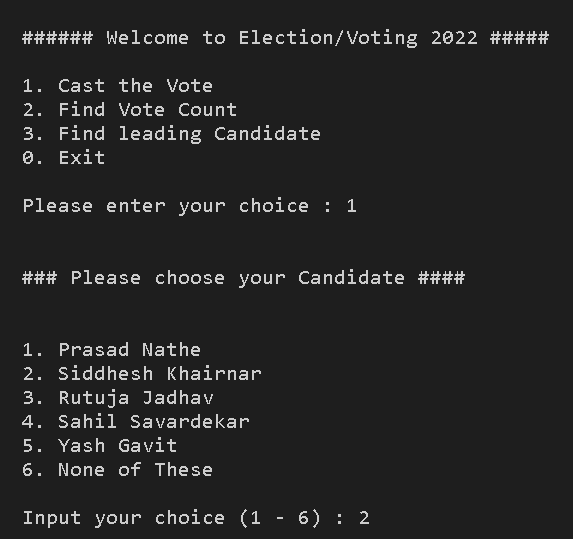 ###### Welcome to Election/Voting 2022 #####
1. Cast the Vote
2. Find Vote Count
3. Find leading Candidate
0. Exit
Please enter your choice : 1
### Please choose your Candidate ####
1. Prasad Nathe
2. Siddhesh Khairnar
3. Rutuja Jadhav
4. Sahil Savardekar
5. Yash Gavit
6. None of These
Input your choice (1 - 6) : 2